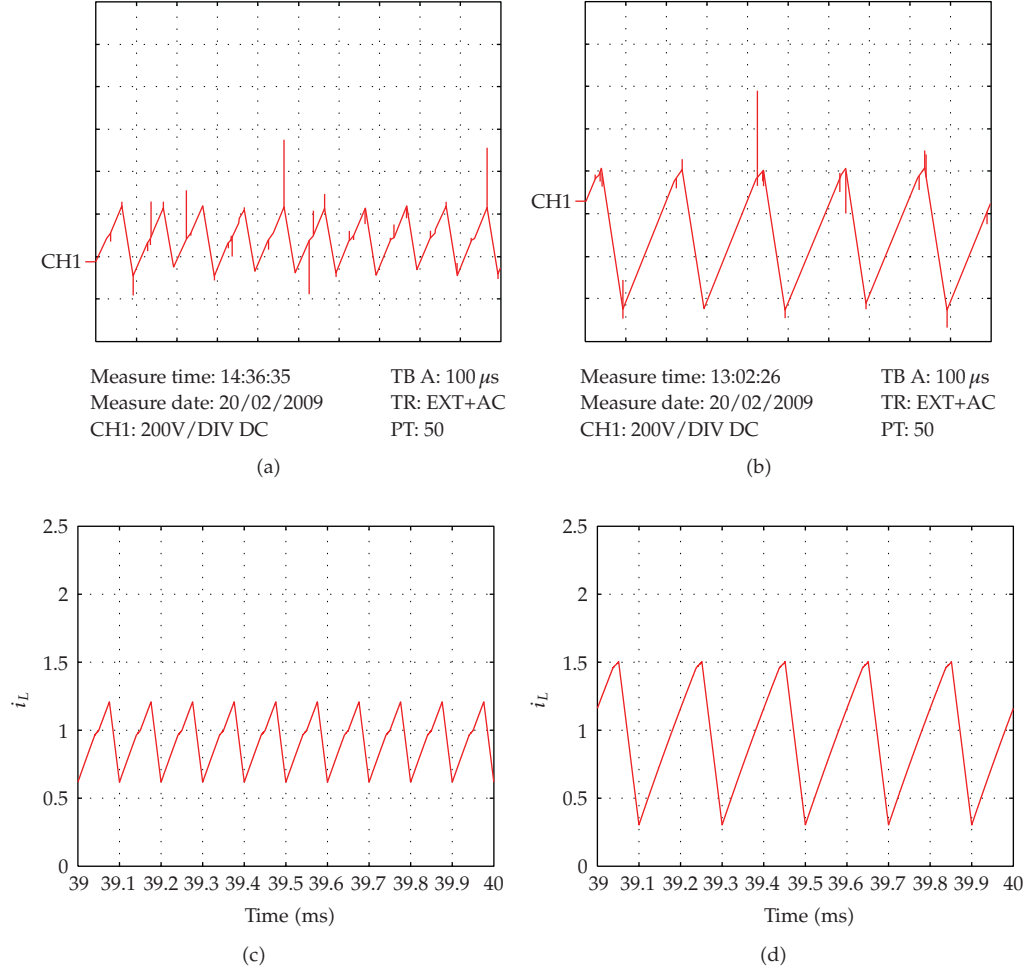 CH1
Measure time: 14:36:35
TB A: 100 µs
Measure date: 20/02/2009
TR: EXT+AC
CH1: 200V/DIV DC
PT: 50
(a)
CH1
Measure time: 13:02:26
TB A: 100 µs
Measure date: 20/02/2009
TR: EXT+AC
CH1: 200V/DIV DC
PT: 50
(b)
2.5
2
1.5
1
0.5
0
i_L
39 39.1 39.2 39.3 39.4 39.5 39.6 39.7 39.8 39.9 40
Time (ms)
(c)
2.5
2
1.5
1
0.5
0
i_L
39 39.1 39.2 39.3 39.4 39.5 39.6 39.7 39.8 39.9 40
Time (ms)
(d)